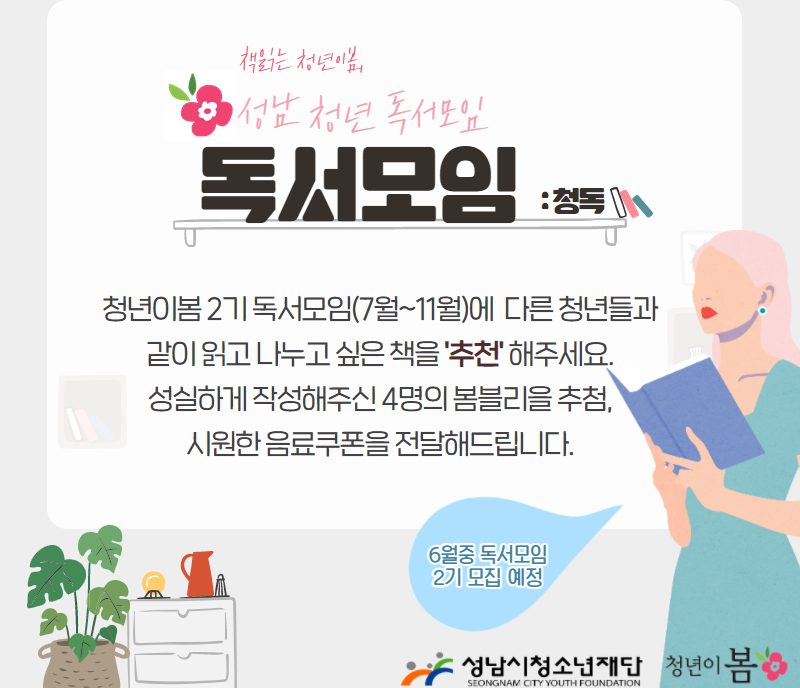 책읽는 청년이봄,
성남 청년 독서모임
독서모임 : 청독
청년이봄 2기 독서모임(7월~11월)에 다른 청년들과
같이 읽고 나누고 싶은 책을 '추천' 해주세요.
성실하게 작성해주신 4명의 봄블리을 추첨,
시원한 음료쿠폰을 전달해드립니다.
6월중 독서모임
2기 모집 예정
성남시청소년재단
SEONGNAM CITY YOUTH FOUNDATION
청년이 봄